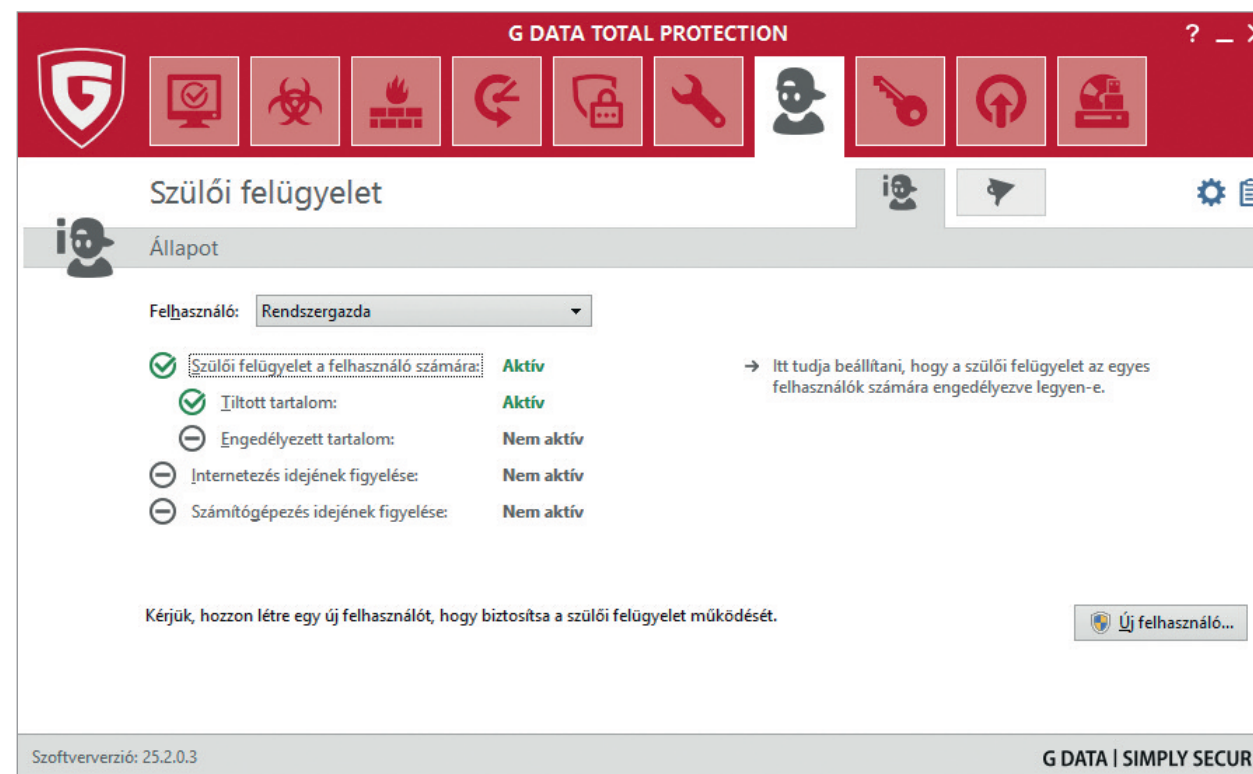 G DATA TOTAL PROTECTION
Szülői felügyelet
Állapot
Felhasználó: Rendszergazda
Szülői felügyelet a felhasználó számára: Aktív
Tiltott tartalom: Aktív
Engedélyezett tartalom: Nem aktív
Internetezés idejének figyelése: Nem aktív
Számítógépezés idejének figyelése: Nem aktív
→ Itt tudja beállítani, hogy a szülői felügyelet az egyes
felhasználók számára engedélyezve legyen-e.
Kérjük, hozzon létre egy új felhasználót, hogy biztosítsa a szülői felügyelet működését.
Új felhasználó...
Szoftververzió: 25.2.0.3
G DATA | SIMPLY SECUR